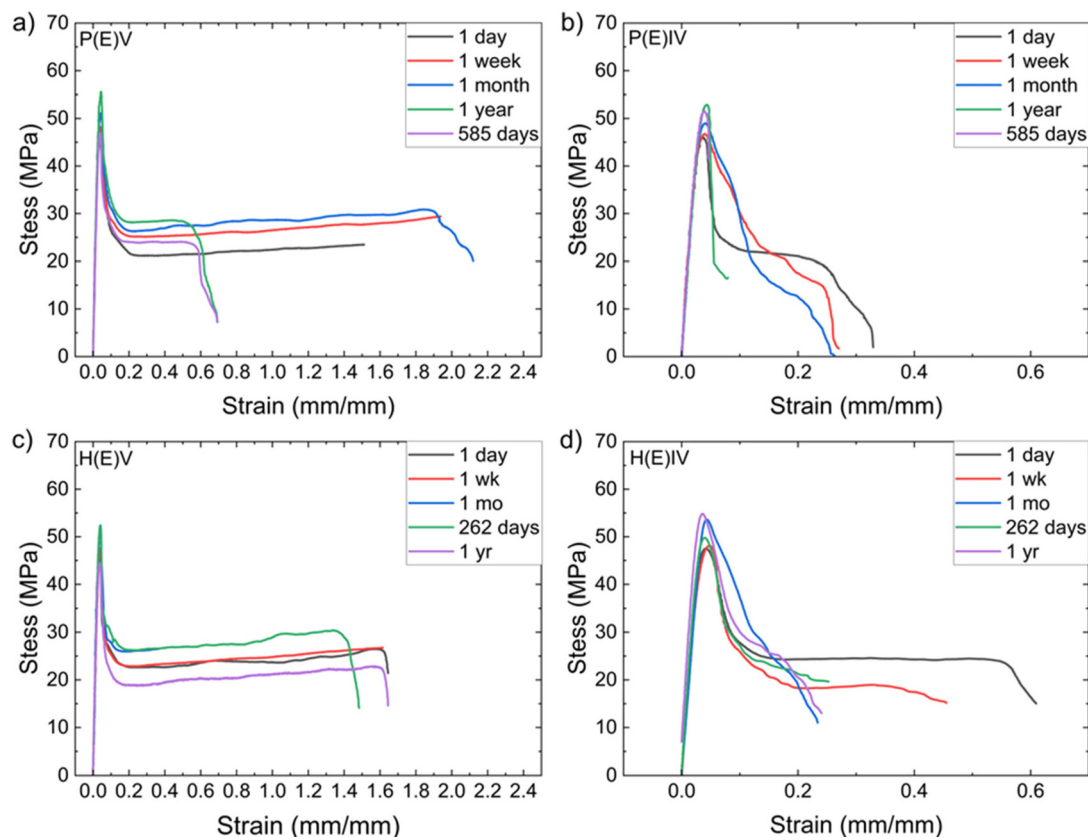 a)
P(E)V
1 day
1 week
1 month
1 year
585 days
70
60
50
40
30
20
10
0
Stess (MPa)
0.0 0.2 0.4 0.6 0.8 1.0 1.2 1.4 1.6 1.8 2.0 2.2 2.4
Strain (mm/mm)
b)
P(E)IV
1 day
1 week
1 month
1 year
585 days
70
60
50
40
30
20
10
0
Stess (MPa)
0.0 0.2 0.4 0.6
Strain (mm/mm)
c)
H(E)V
1 day
1 wk
1 mo
262 days
1 yr
70
60
50
40
30
20
10
0
Stess (MPa)
0.0 0.2 0.4 0.6 0.8 1.0 1.2 1.4 1.6 1.8 2.0 2.2 2.4
Strain (mm/mm)
d)
H(E)IV
1 day
1 wk
1 mo
262 days
1 yr
70
60
50
40
30
20
10
0
Stess (MPa)
0.0 0.2 0.4 0.6
Strain (mm/mm)